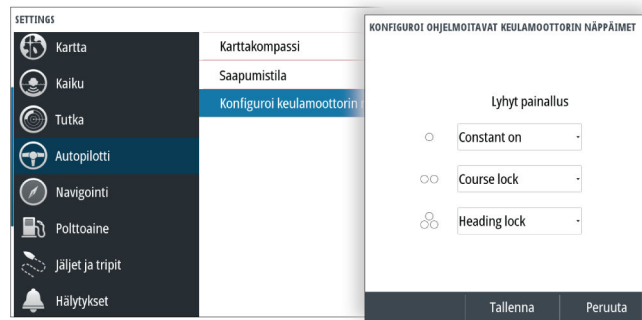 SETTINGS
Kartta
Kaiku
Tutka
Autopilotti
Navigointi
Polttoaine
Jäljet ja tripit
Hälytykset
Karttakompassi
Saapumistila
Konfiguroi keulamoottorin
KONFIGUROI OHJELMOITAVAT KEULAMOOTTORIN NÄPPÄIMET
Lyhyt painallus
Constant on
Course lock
Heading lock
Tallenna
Peruuta